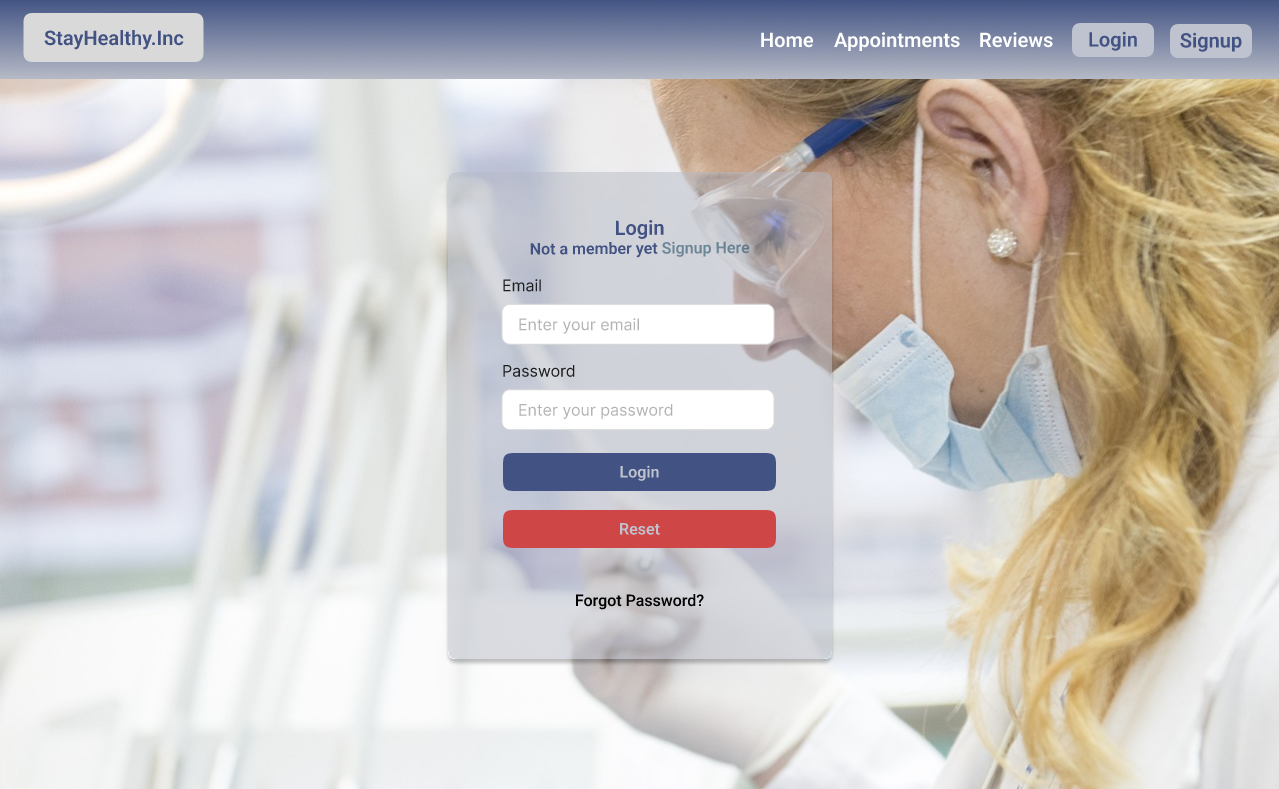 StayHealthy.Inc
Home Appointments Reviews Login Signup
Login
Not a member yet Signup Here
Email
Enter your email
Password
Enter your password
Login
Reset
Forgot Password?